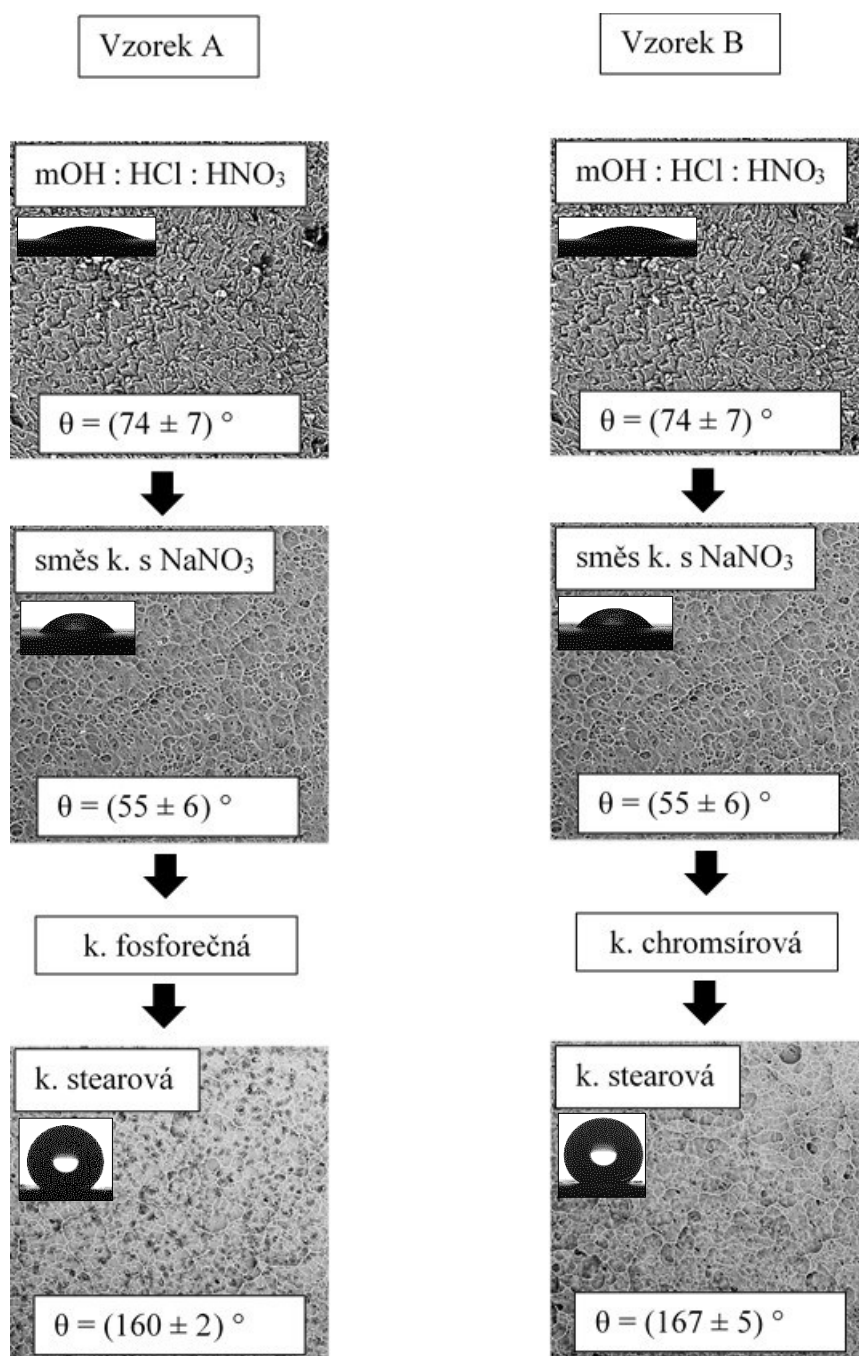 Vzorek A
mOH : HCl : HNO₃
θ = (74 ± 7) °
směs k. s NaNO₃
θ = (55 ± 6) °
k. fosforečná
k. stearová
θ = (160 ± 2) °
Vzorek B
mOH : HCl : HNO₃
θ = (74 ± 7) °
směs k. s NaNO₃
θ = (55 ± 6) °
k. chromsírová
k. stearová
θ = (167 ± 5) °